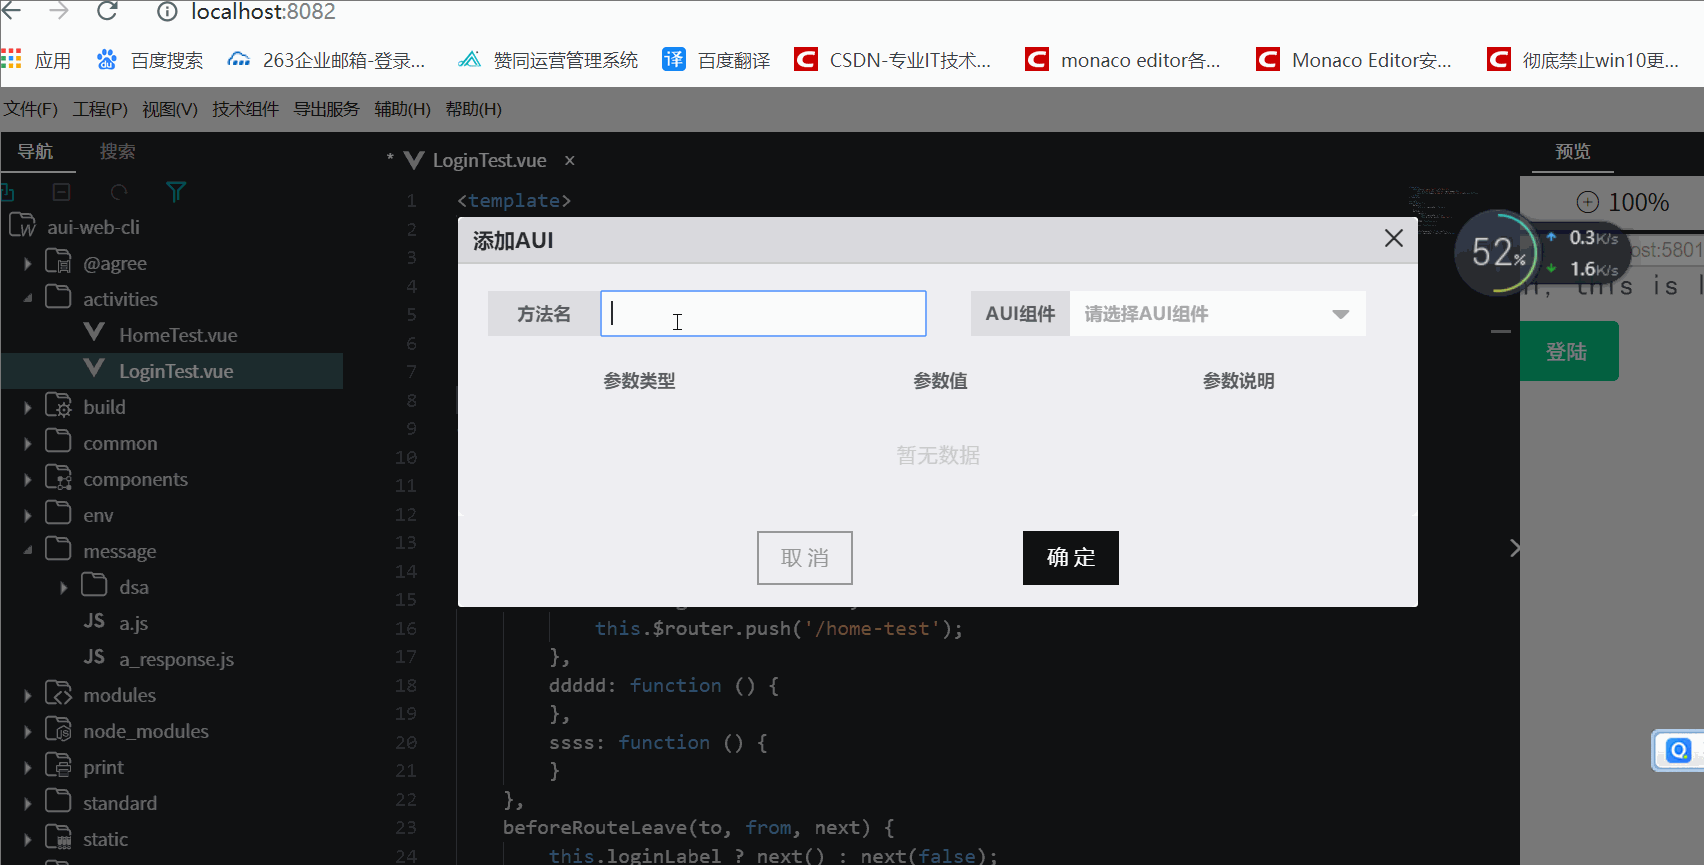 localhost:8082
应用 百度搜索 263企业邮箱-登录... 赞同运营管理系统 译 百度翻译 CSDN-专业IT技术... monaco editor各... Monaco Editor安... 彻底禁止win10更...
文件(F) 工程(P) 视图(V) 技术组件 导出服务 辅助(H) 帮助(H)
导航 搜索
* LoginTest.vue ×
预览
100%
aui-web-cli
@agree
activities
HomeTest.vue
LoginTest.vue
build
common
components
env
message
dsa
JS a.js
JS a_response.js
modules
node_modules
print
standard
static
1 <template>
2
3
4
5
6
7
8
9
10
11
12
13
14
15
16 this.$router.push('/home-test');
17 },
18 ddddd: function () {
19 },
20 ssss: function () {
21 }
22 },
23 beforeRouteLeave(to, from, next) {
24 this.loginLabel ? next() : next(false);
添加AUI
方法名
AUI组件 请选择AUI组件
参数类型 参数值 参数说明
暂无数据
取消 确定
52%
0.3K/s
1.6K/s
ost:5801
, this is l
登陆